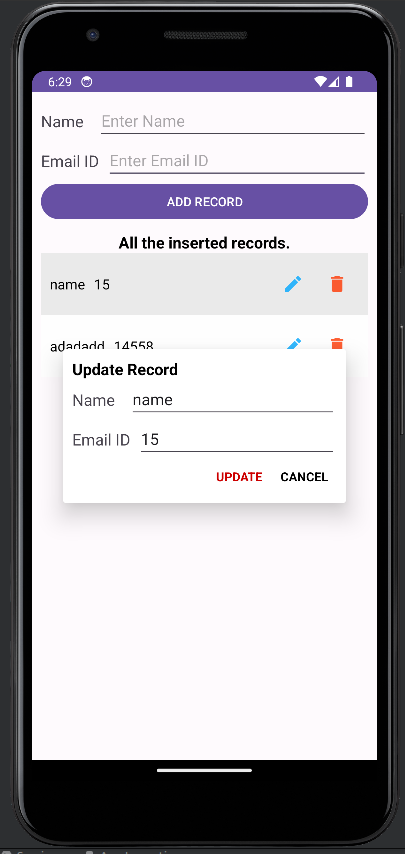 6:29
Name Enter Name
Email ID Enter Email ID
ADD RECORD
All the inserted records.
name 15
adadadd 14558
Update Record
Name name
Email ID 15
UPDATE CANCEL